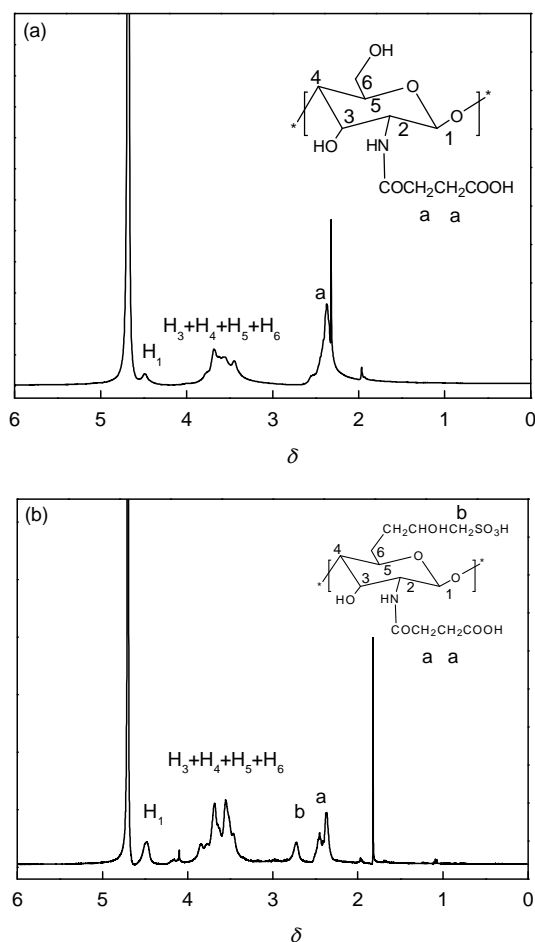 (a)
OH
6
4
5
O
*
*
O
3
2
1
HO
HN
COCH₂CH₂COOH
a a
a
H₃+H₄+H₅+H₆
H₁
6 5 4 3 2 1 0
δ
(b)
b
CH₂CHOHCH₂SO₃H
6
4
5
O
*
*
O
3
2
1
HO
HN
COCH₂CH₂COOH
a a
H₃+H₄+H₅+H₆
H₁
b
a
6 5 4 3 2 1 0
δ